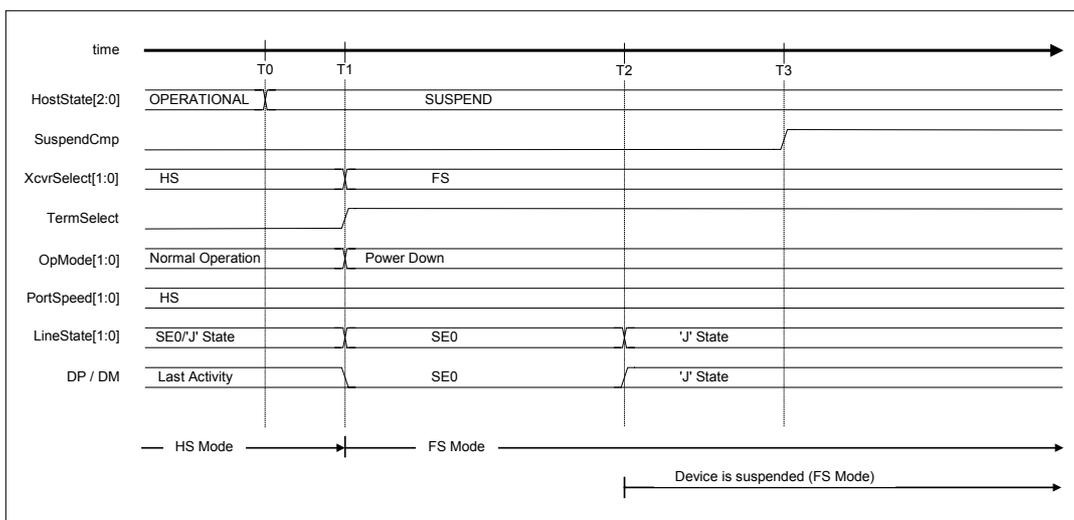 time
T0 T1 T2 T3
HostState[2:0] OPERATIONAL SUSPEND
SuspendCmp
XcvrSelect[1:0] HS FS
TermSelect
OpMode[1:0] Normal Operation Power Down
PortSpeed[1:0] HS
LineState[1:0] SE0/'J' State SE0 'J' State
DP / DM Last Activity SE0 'J' State
HS Mode FS Mode
Device is suspended (FS Mode)